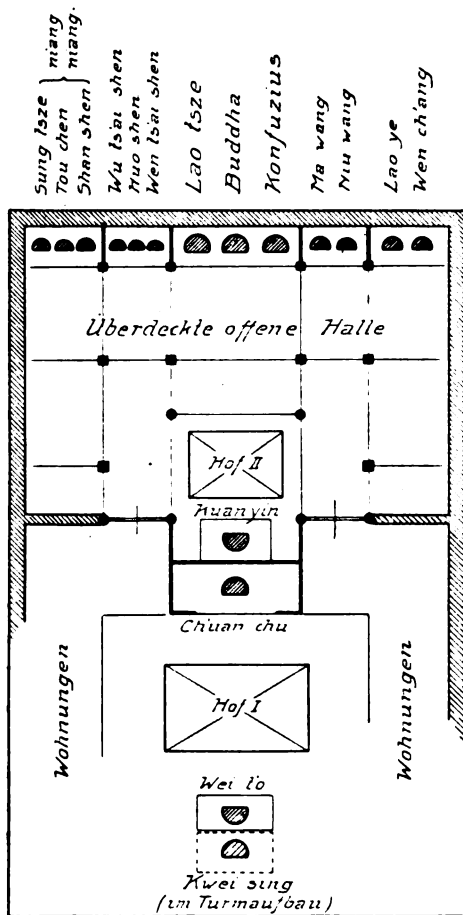 Sung tsze } niang
Tou chen } niang.
Shan shen
Wu tsai shen
Huo shen
Wen tsai shen
Lao tsze
Buddha
Konfuzius
Ma wang
Niu wang
Lao ye
Wen ch'ang
Überdeckte offene Halle
Hof II
Kuan yin
Ch'uan chu
Wohnungen
Wohnungen
Hof I
Wei to
Kwei sing
(im Turmaufbau)